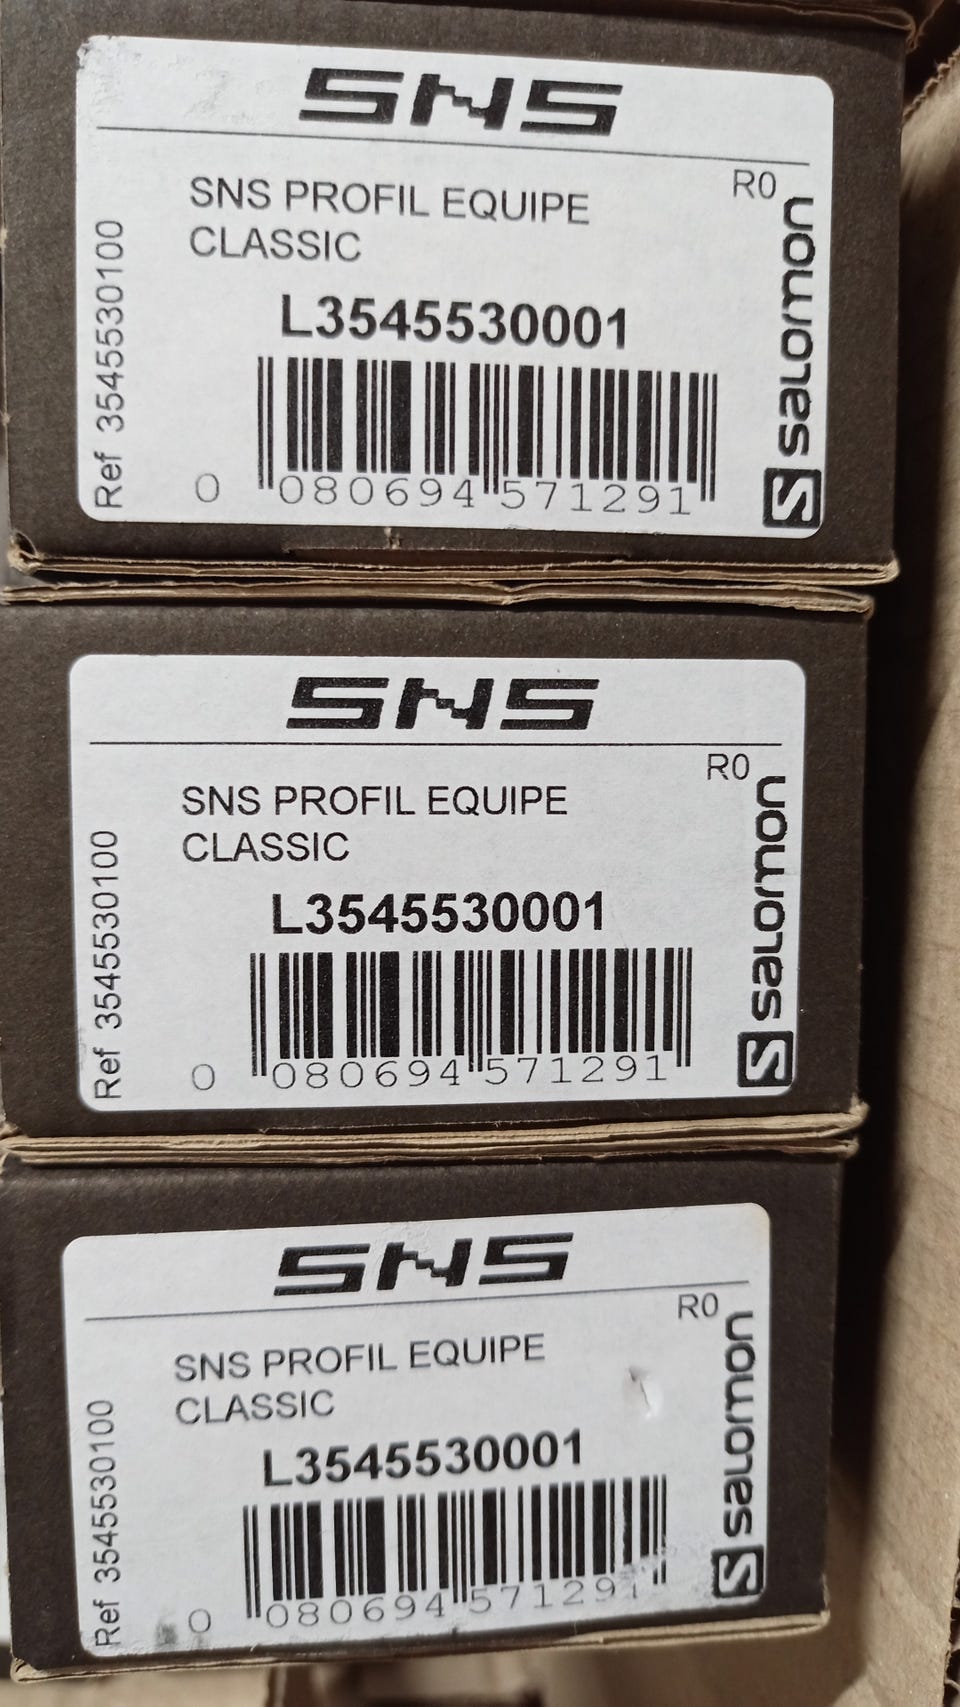 SNS
R0
SNS PROFIL EQUIPE
CLASSIC
L3545530001
0 080694 571291
Ref 3545530100
S salomon
SNS
R0
SNS PROFIL EQUIPE
CLASSIC
L3545530001
0 080694 571291
Ref 3545530100
S salomon
SNS
R0
SNS PROFIL EQUIPE
CLASSIC
L3545530001
0 080694 57129
Ref 3545530100
S salomon